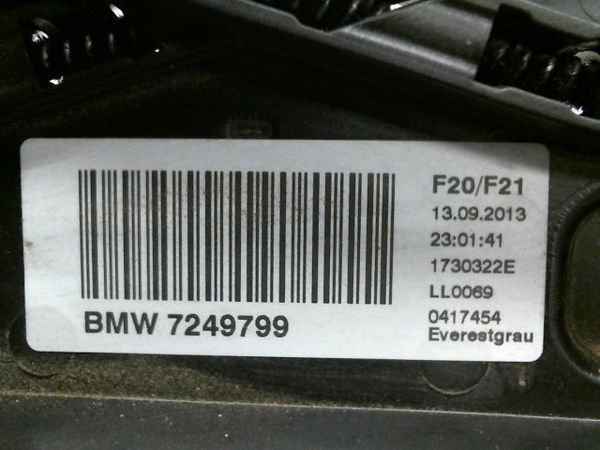 F20/F21
13.09.2013
23:01:41
1730322E
LL0069
0417454
Everestgrau
BMW 7249799